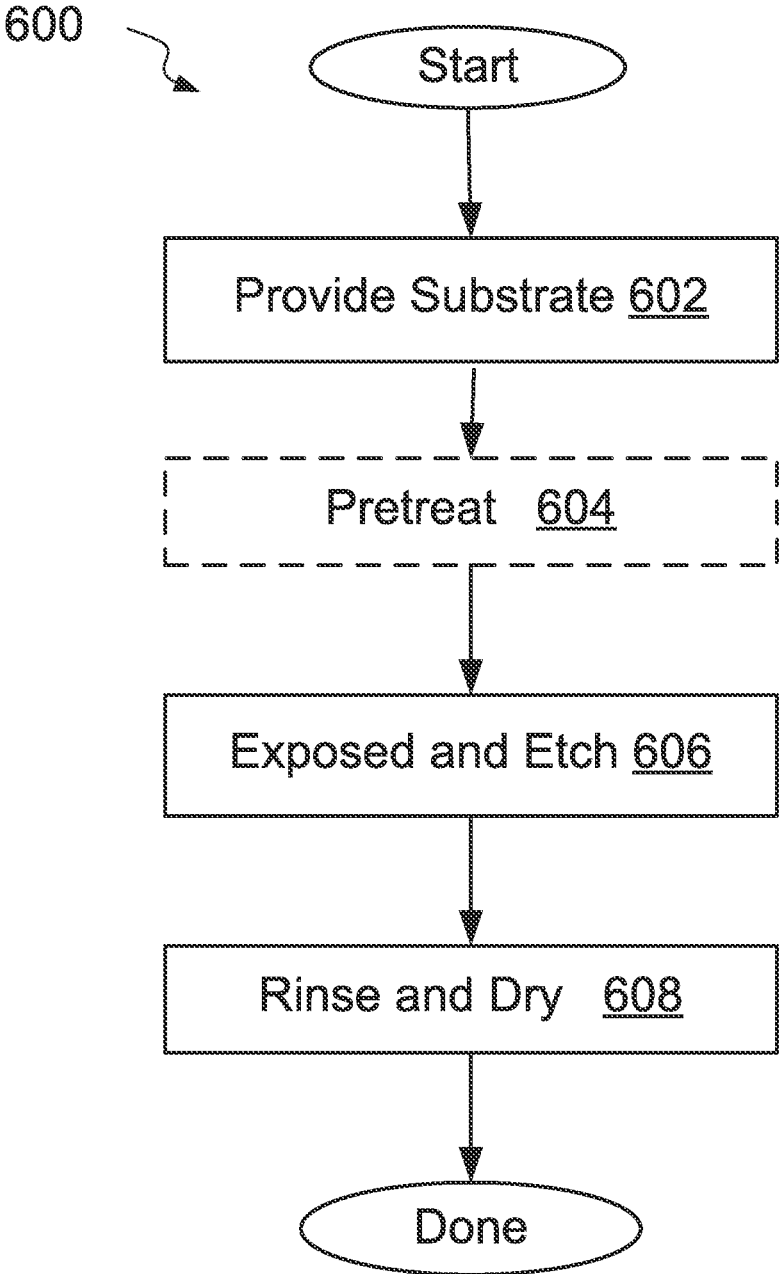 600
Start
Provide Substrate 602
Pretreat 604
Exposed and Etch 606
Rinse and Dry 608
Done